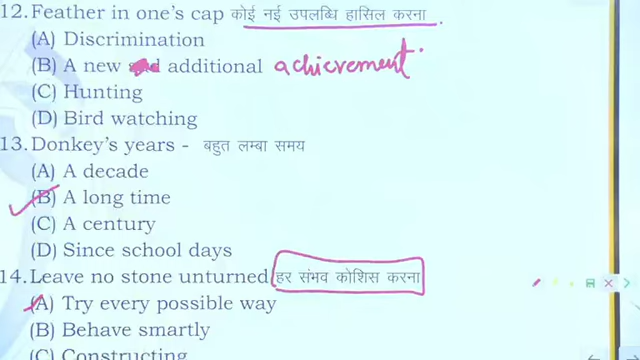 12. Feather in one's cap कोई नई उपलब्धि हासिल करना
(A) Discrimination
(B) A new additional achievement
(C) Hunting
(D) Bird watching
13. Donkey's years - बहुत लम्बा समय
(A) A decade
(B) A long time
(C) A century
(D) Since school days
14. Leave no stone unturned हर संभव कोशिस करना
(A) Try every possible way
(B) Behave smartly
(C) Constructing